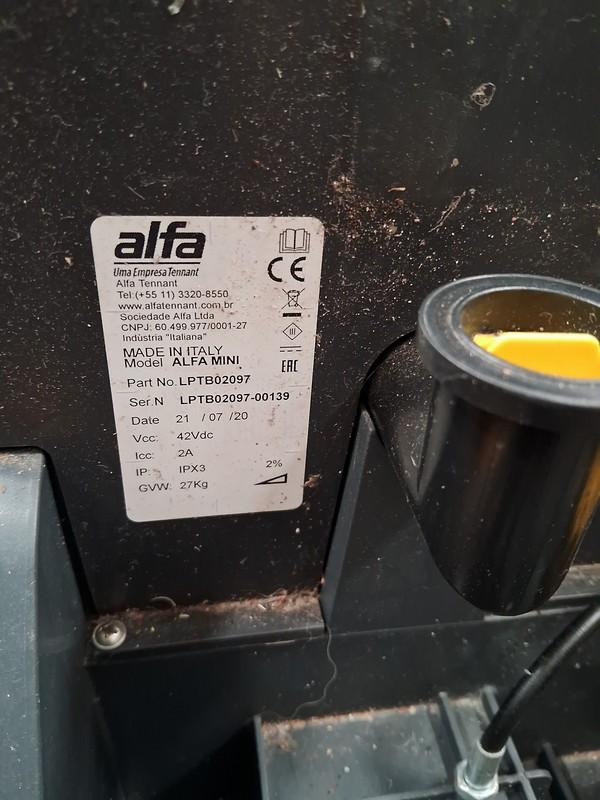 alfa
Uma Empresa Tennant
Alfa Tennant
Tel:(+55 11) 3320-8550
www.alfatennant.com.br
Sociedade Alfa Ltda
CNPJ: 60.499.977/0001-27
Indùstria "Italiana"
MADE IN ITALY
Model ALFA MINI
Part No. LPTB02097
Ser.N LPTB02097-00139
Date 21 / 07 /20
Vcc: 42Vdc
Icc: 2A
IP: IPX3
GVW: 27Kg
CE
III
EAC
2%